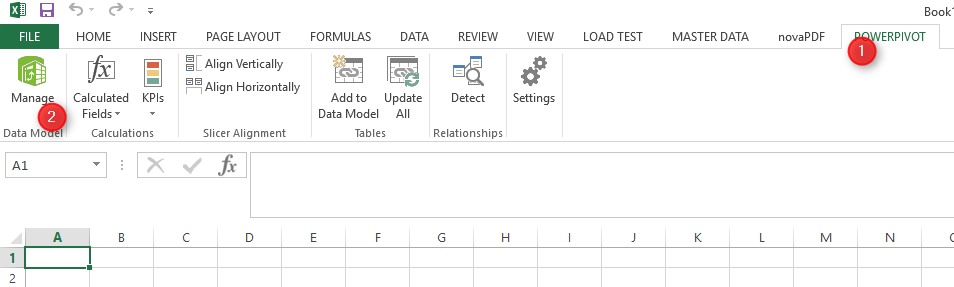 Book1
FILE HOME INSERT PAGE LAYOUT FORMULAS DATA REVIEW VIEW LOAD TEST MASTER DATA novaPDF POWERPIVOT
1
Manage Calculated Fields KPIs Align Vertically Align Horizontally Add to Data Model Update All Detect Settings
2
Data Model Calculations Slicer Alignment Tables Relationships
A1 fx
A B C D E F G H I J K L M N
1
2